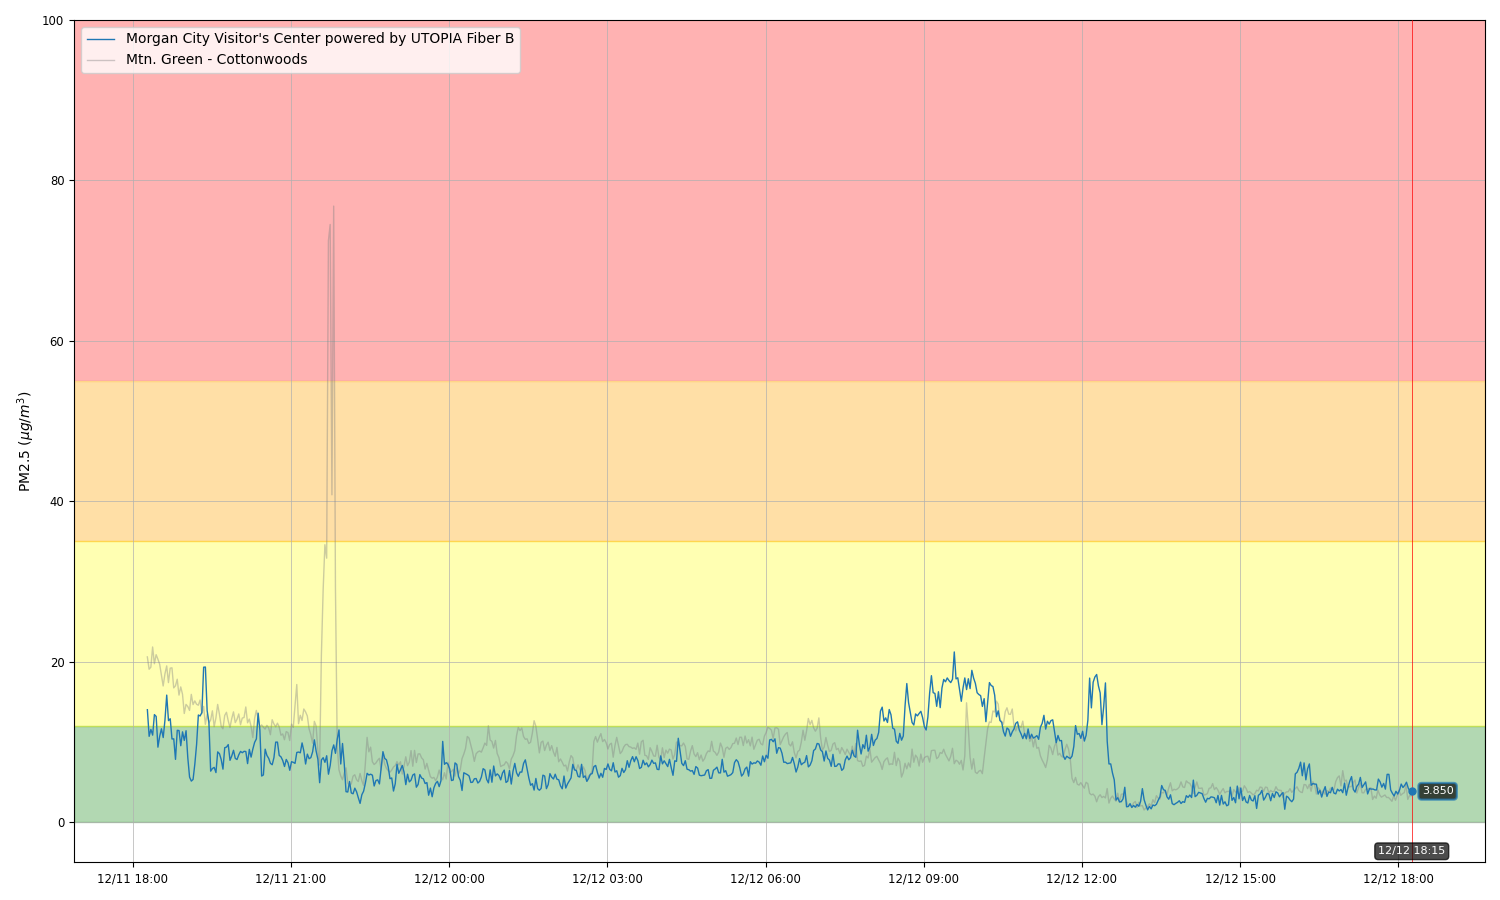 100
Morgan City Visitor's Center powered by UTOPIA Fiber B
Mtn. Green - Cottonwoods
80
60
PM2.5 (μg/m³)
40
20
3.850
0
12/12 18:15
12/11 18:00 12/11 21:00 12/12 00:00 12/12 03:00 12/12 06:00 12/12 09:00 12/12 12:00 12/12 15:00 12/12 18:00